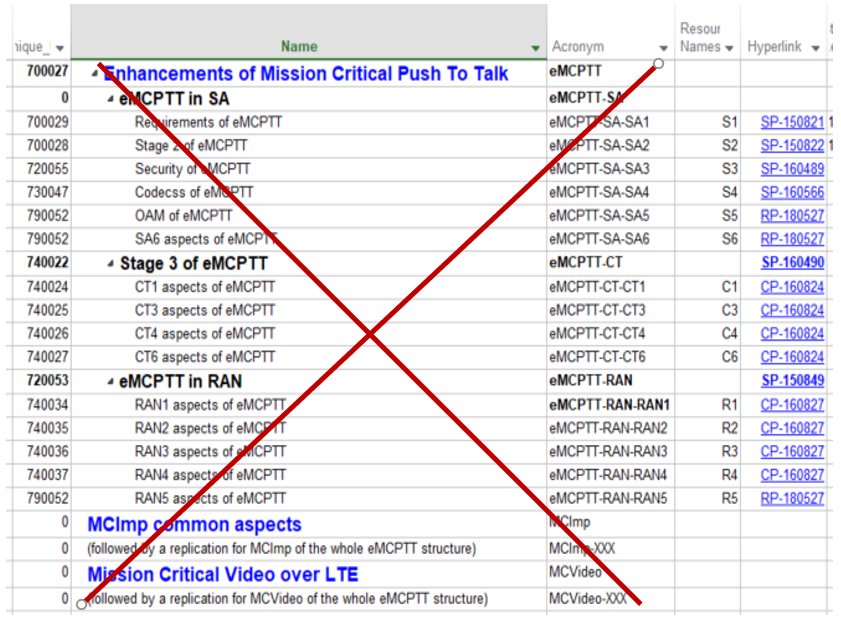 nique_ Name Acronym Resour Names Hyperlink
700027 Enhancements of Mission Critical Push To Talk eMCPTT
0 eMCPTT in SA eMCPTT-SA
700029 Requirements of eMCPTT eMCPTT-SA-SA1 S1 SP-150821 1
700028 Stage 2 of eMCPTT eMCPTT-SA-SA2 S2 SP-150822 1
720055 Security of eMCPTT eMCPTT-SA-SA3 S3 SP-160489
730047 Codecss of eMCPTT eMCPTT-SA-SA4 S4 SP-160566
790052 OAM of eMCPTT eMCPTT-SA-SA5 S5 RP-180527
790052 SA6 aspects of eMCPTT eMCPTT-SA-SA6 S6 RP-180527
740022 Stage 3 of eMCPTT eMCPTT-CT SP-160490
740024 CT1 aspects of eMCPTT eMCPTT-CT-CT1 C1 CP-160824
740025 CT3 aspects of eMCPTT eMCPTT-CT-CT3 C3 CP-160824
740026 CT4 aspects of eMCPTT eMCPTT-CT-CT4 C4 CP-160824
740027 CT6 aspects of eMCPTT eMCPTT-CT-CT6 C6 CP-160824
720053 eMCPTT in RAN eMCPTT-RAN SP-150849
740034 RAN1 aspects of eMCPTT eMCPTT-RAN-RAN1 R1 CP-160827
740035 RAN2 aspects of eMCPTT eMCPTT-RAN-RAN2 R2 CP-160827
740036 RAN3 aspects of eMCPTT eMCPTT-RAN-RAN3 R3 CP-160827
740037 RAN4 aspects of eMCPTT eMCPTT-RAN-RAN4 R4 CP-160827
790052 RAN5 aspects of eMCPTT eMCPTT-RAN-RAN5 R5 RP-180527
0 MCImp common aspects MCImp
0 (followed by a replication for MCImp of the whole eMCPTT structure) MCImp-XXX
0 Mission Critical Video over LTE MCVideo
0 (followed by a replication for MCVideo of the whole eMCPTT structure) MCVideo-XXX